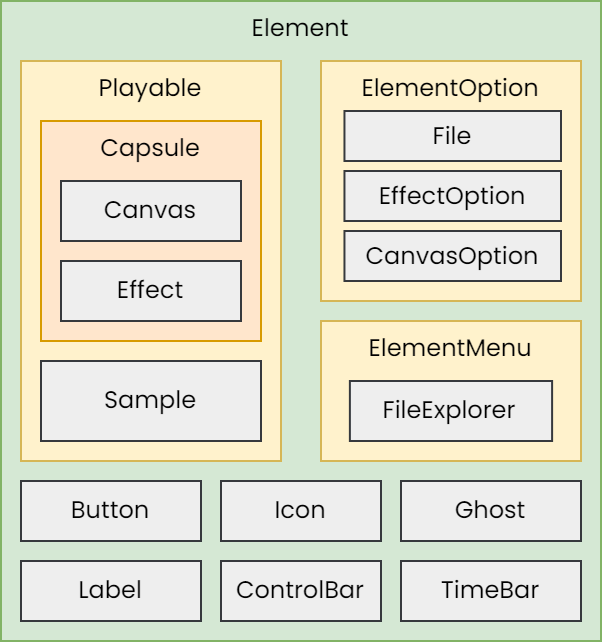 Element
Playable
Capsule
Canvas
Effect
Sample
ElementOption
File
EffectOption
CanvasOption
ElementMenu
FileExplorer
Button
Icon
Ghost
Label
ControlBar
TimeBar